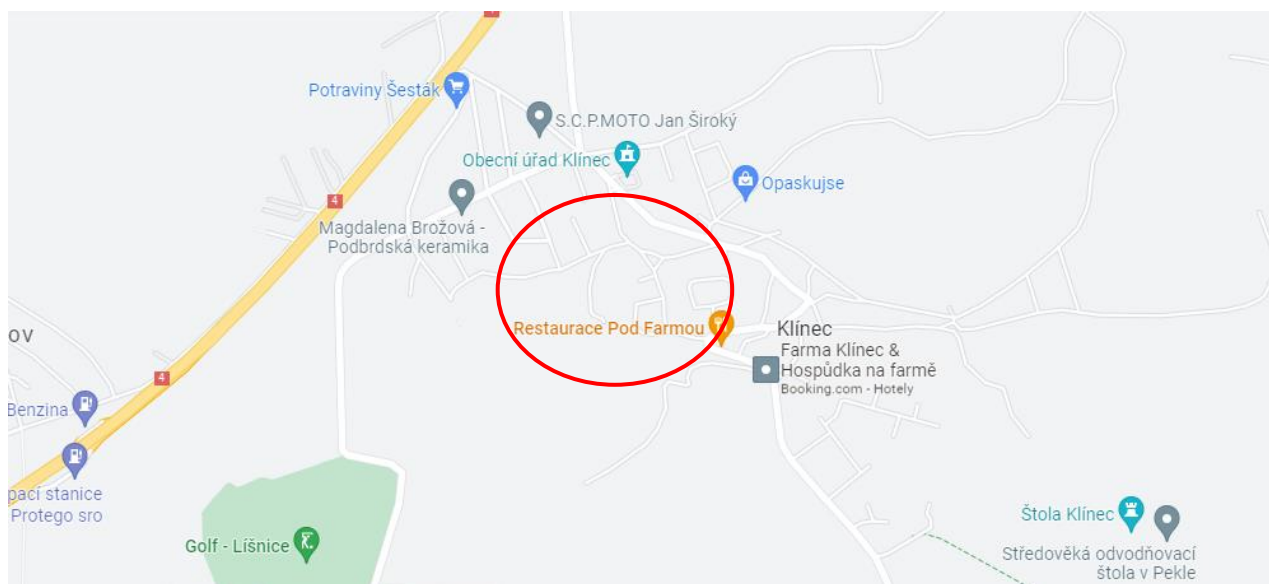 4
Potraviny Šesták
S.C.P.MOTO Jan Široký
Obecní úřad Klínec
Opaskujse
4
Magdalena Brožová -
Podbrdská keramika
Restaurace Pod Farmou
Klínec
Farma Klínec &
Hospůdka na farmě
Booking.com - Hotely
ov
4
Benzina
pací stanice
Protego sro
Golf - Líšnice
Štola Klínec
Středověká odvodňovací
štola v Pekle